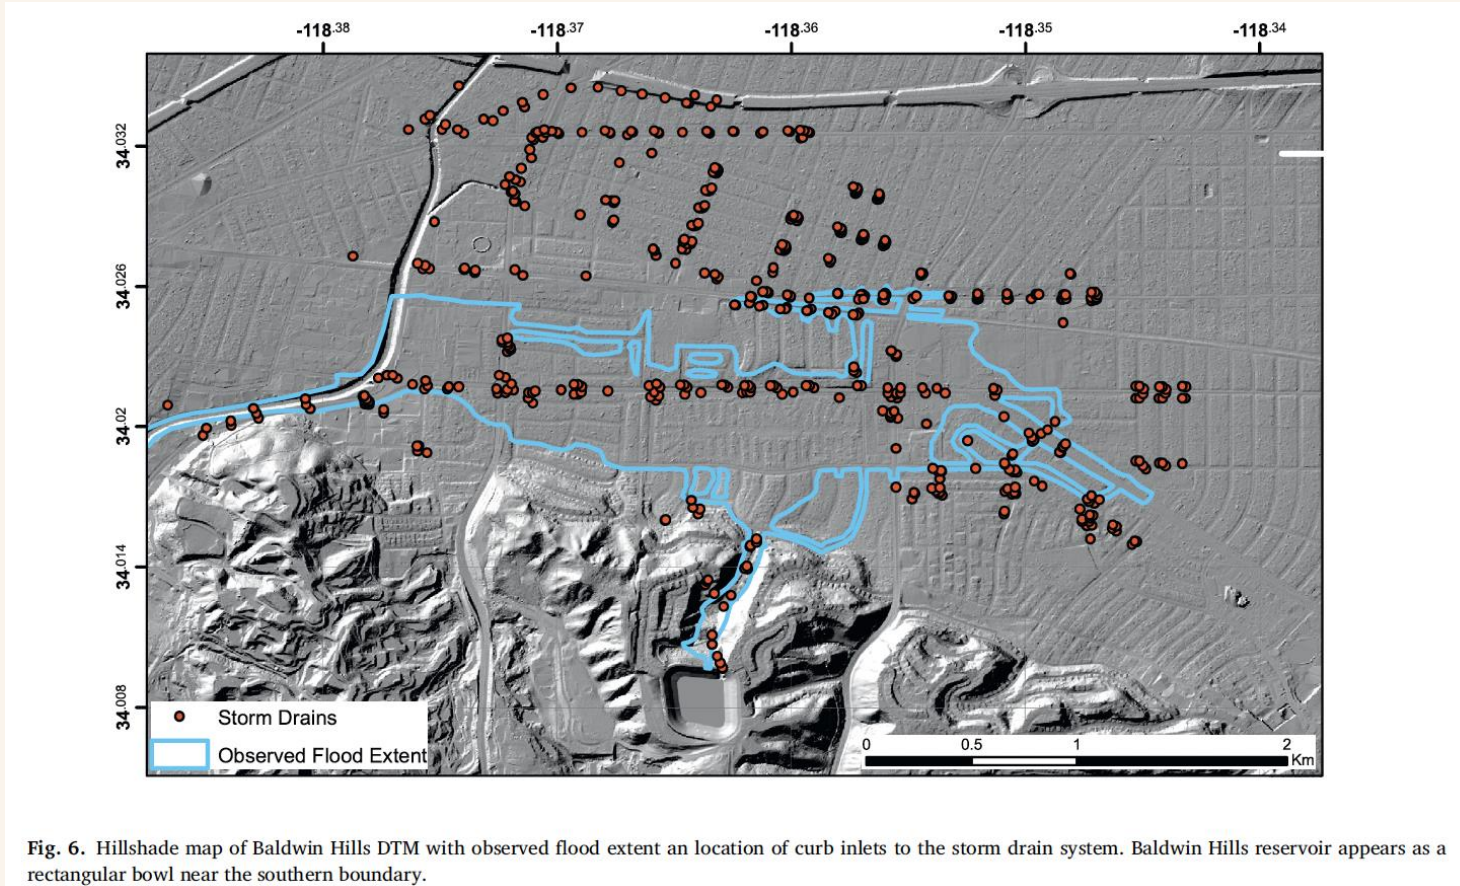 -118.38 -118.37 -118.36 -118.35 -118.34
34.032
34.026
34.02
34.014
34.008
Storm Drains
Observed Flood Extent
0 0.5 1 2
Km
Fig. 6. Hillshade map of Baldwin Hills DTM with observed flood extent an location of curb inlets to the storm drain system. Baldwin Hills reservoir appears as a
rectangular bowl near the southern boundary.